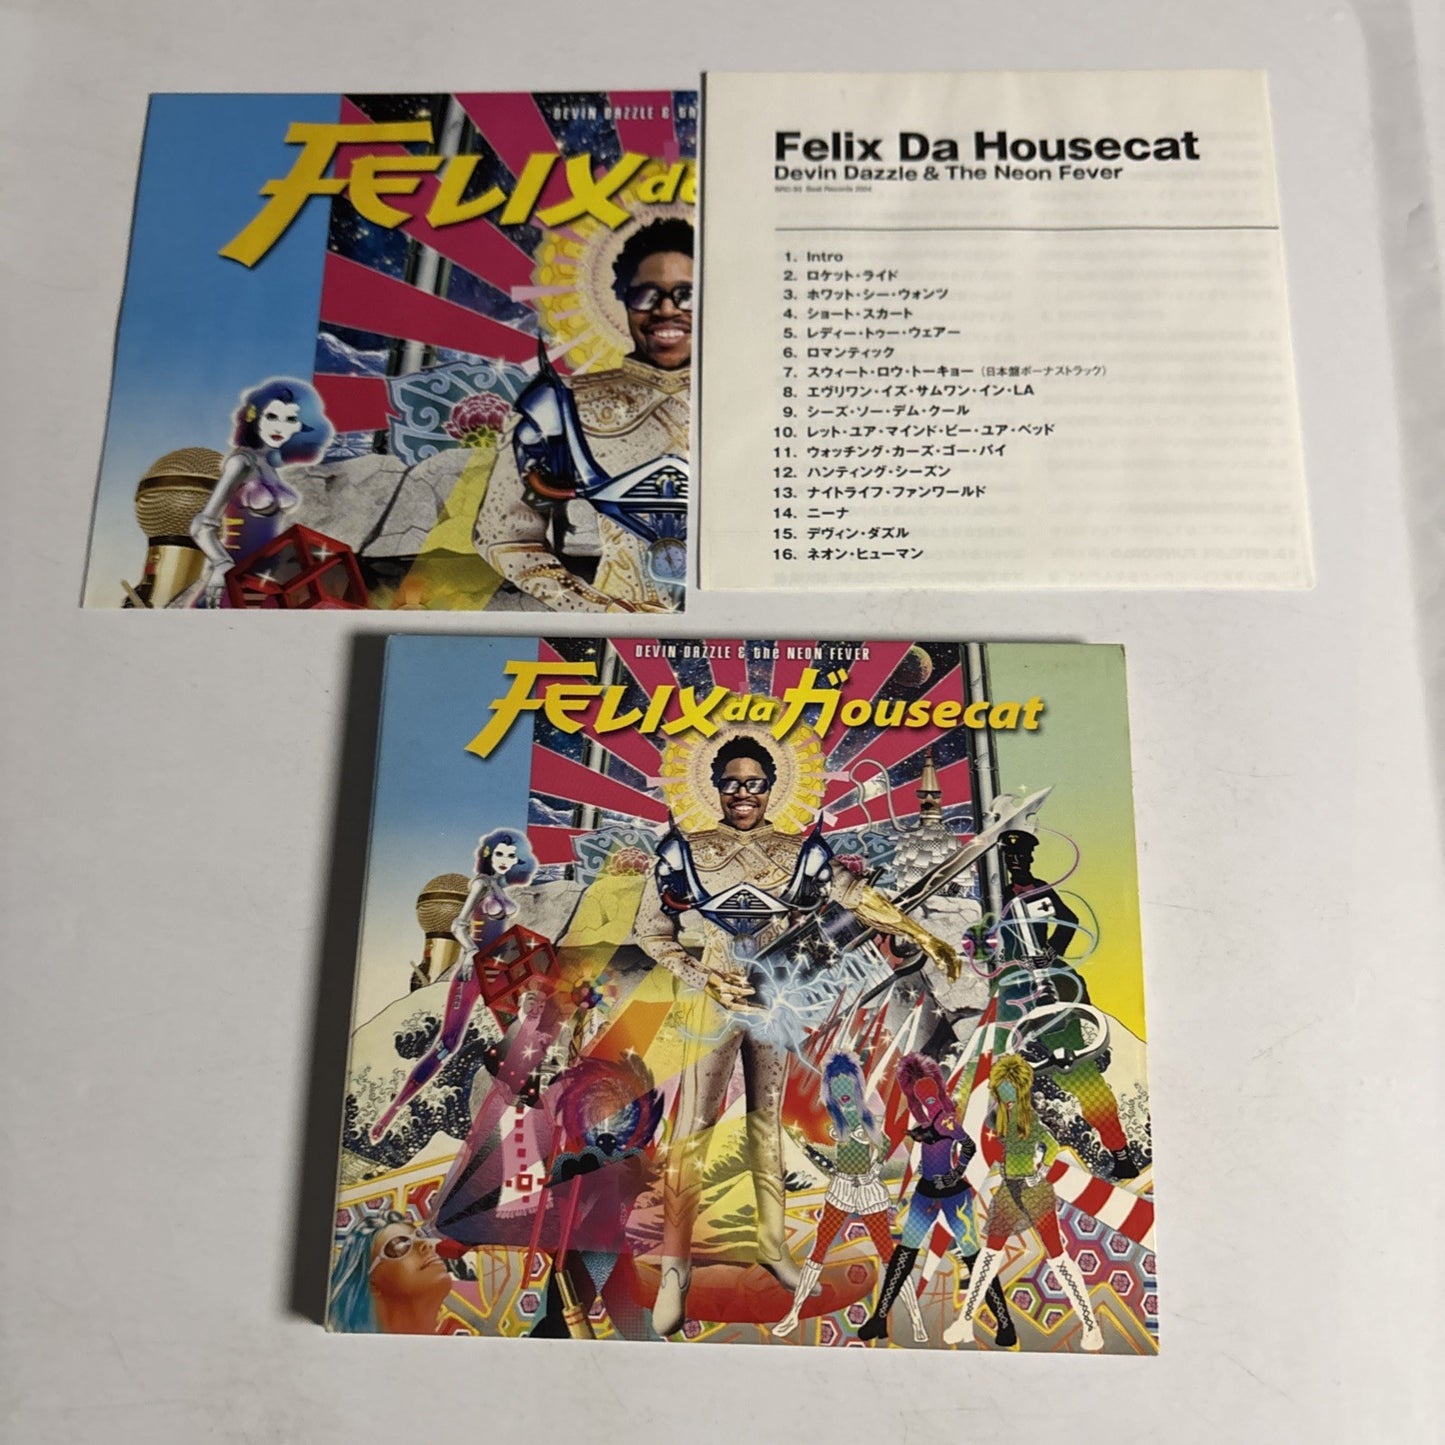 DEVIN DAZZLE & the
FELIX da
Felix Da Housecat
Devin Dazzle & The Neon Fever
BRC-93 Beat Records 2004
1. Intro
2. ロケット・ライド
3. ホワット・シー・ウォンツ
4. ショート・スカート
5. レディー・トゥー・ウェアー
6. ロマンティック
7. スウィート・ロウ・トーキョー (日本盤ボーナストラック)
8. エヴリワン・イズ・サムワン・イン・LA
9. シーズ・ソー・デム・クール
10. レット・ユア・マインド・ビー・ユア・ベッド
11. ウォッチング・カーズ・ゴー・バイ
12. ハンティング・シーズン
13. ナイトライフ・ファンワールド
14. ニーナ
15. デヴィン・ダズル
16. ネオン・ヒューマン
DEVIN DAZZLE & the NEON FEVER
FELIX da Housecat